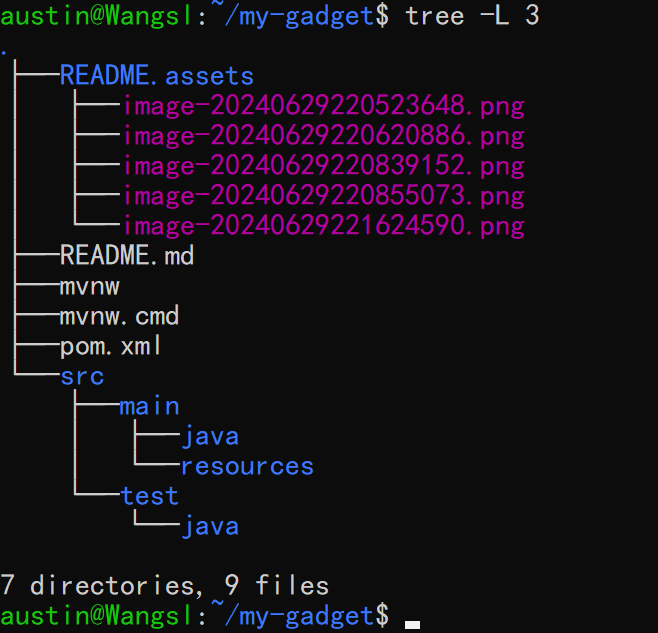 austin@Wangsl:~/my-gadget$ tree -L 3
.
├── README.assets
│   ├── image-20240629220523648.png
│   ├── image-20240629220620886.png
│   ├── image-20240629220839152.png
│   ├── image-20240629220855073.png
│   └── image-20240629221624590.png
├── README.md
├── mvnw
├── mvnw.cmd
├── pom.xml
└── src
    ├── main
    │   ├── java
    │   └── resources
    └── test
        └── java
7 directories, 9 files
austin@Wangsl:~/my-gadget$